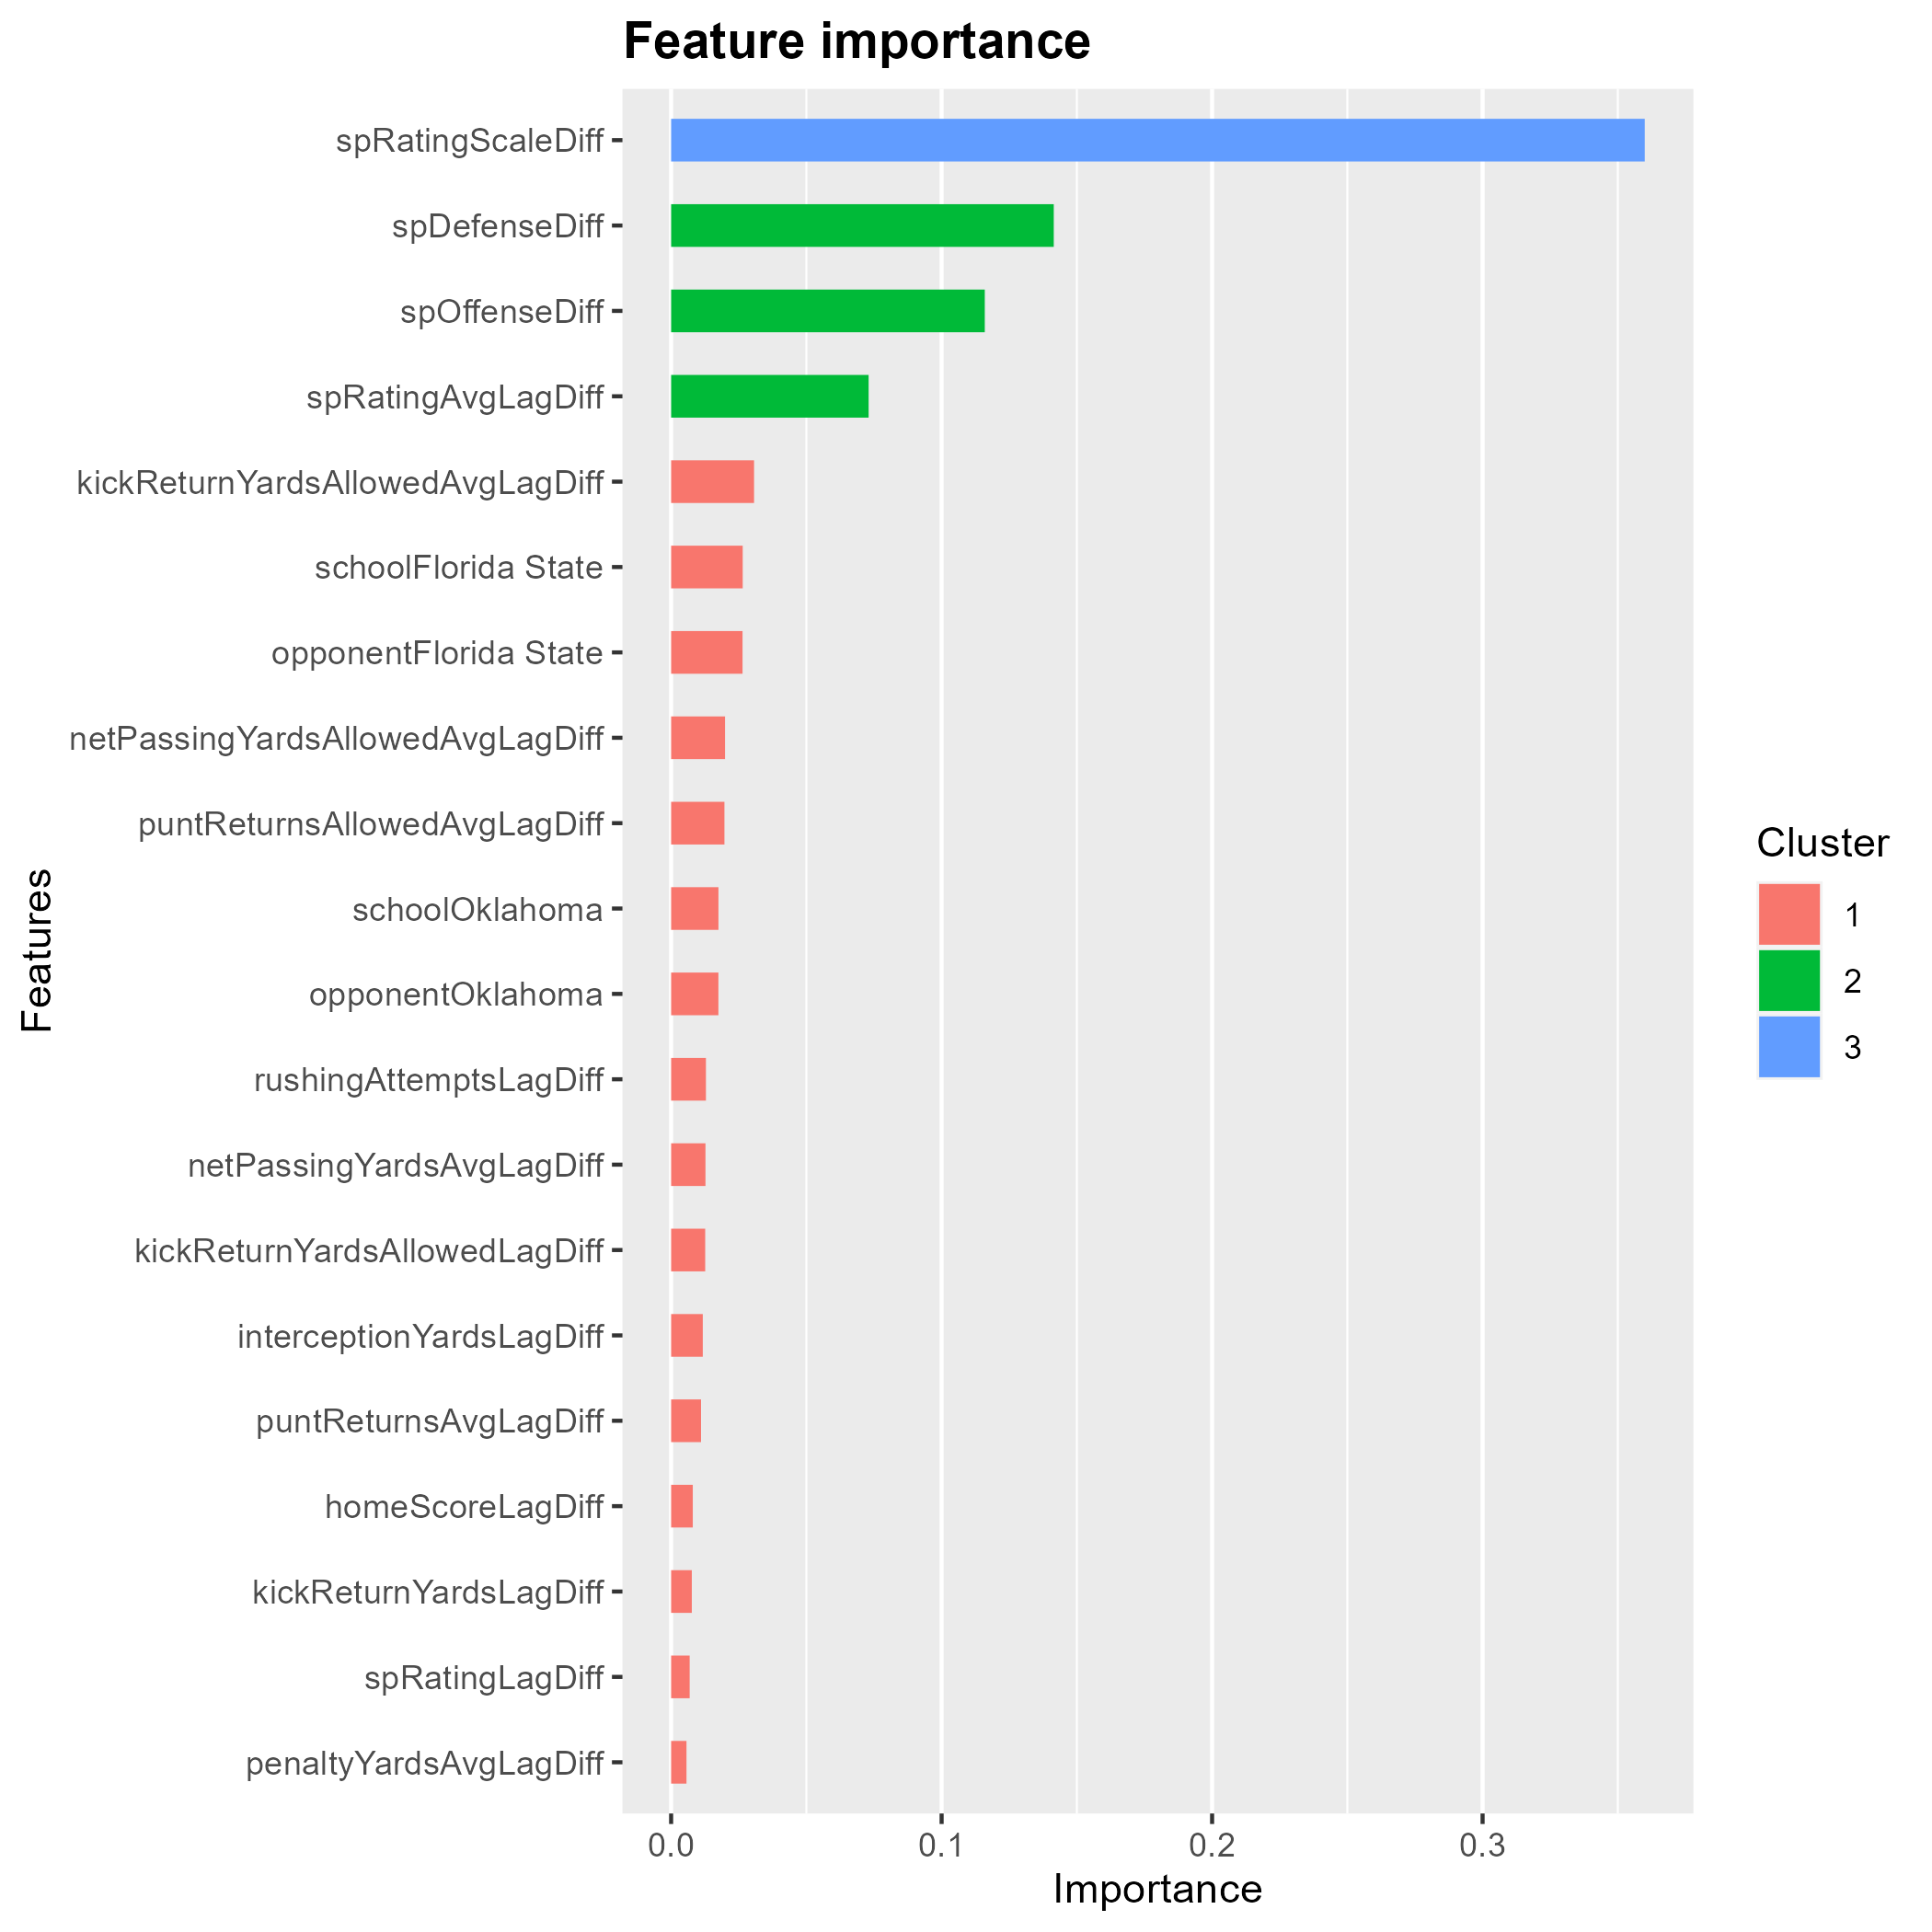 Feature importance
spRatingScaleDiff
spDefenseDiff
spOffenseDiff
spRatingAvgLagDiff
kickReturnYardsAllowedAvgLagDiff
schoolFlorida State
opponentFlorida State
netPassingYardsAllowedAvgLagDiff
puntReturnsAllowedAvgLagDiff
schoolOklahoma
opponentOklahoma
rushingAttemptsLagDiff
netPassingYardsAvgLagDiff
kickReturnYardsAllowedLagDiff
interceptionYardsLagDiff
puntReturnsAvgLagDiff
homeScoreLagDiff
kickReturnYardsLagDiff
spRatingLagDiff
penaltyYardsAvgLagDiff
Features
0.0 0.1 0.2 0.3
Importance
Cluster
1
2
3